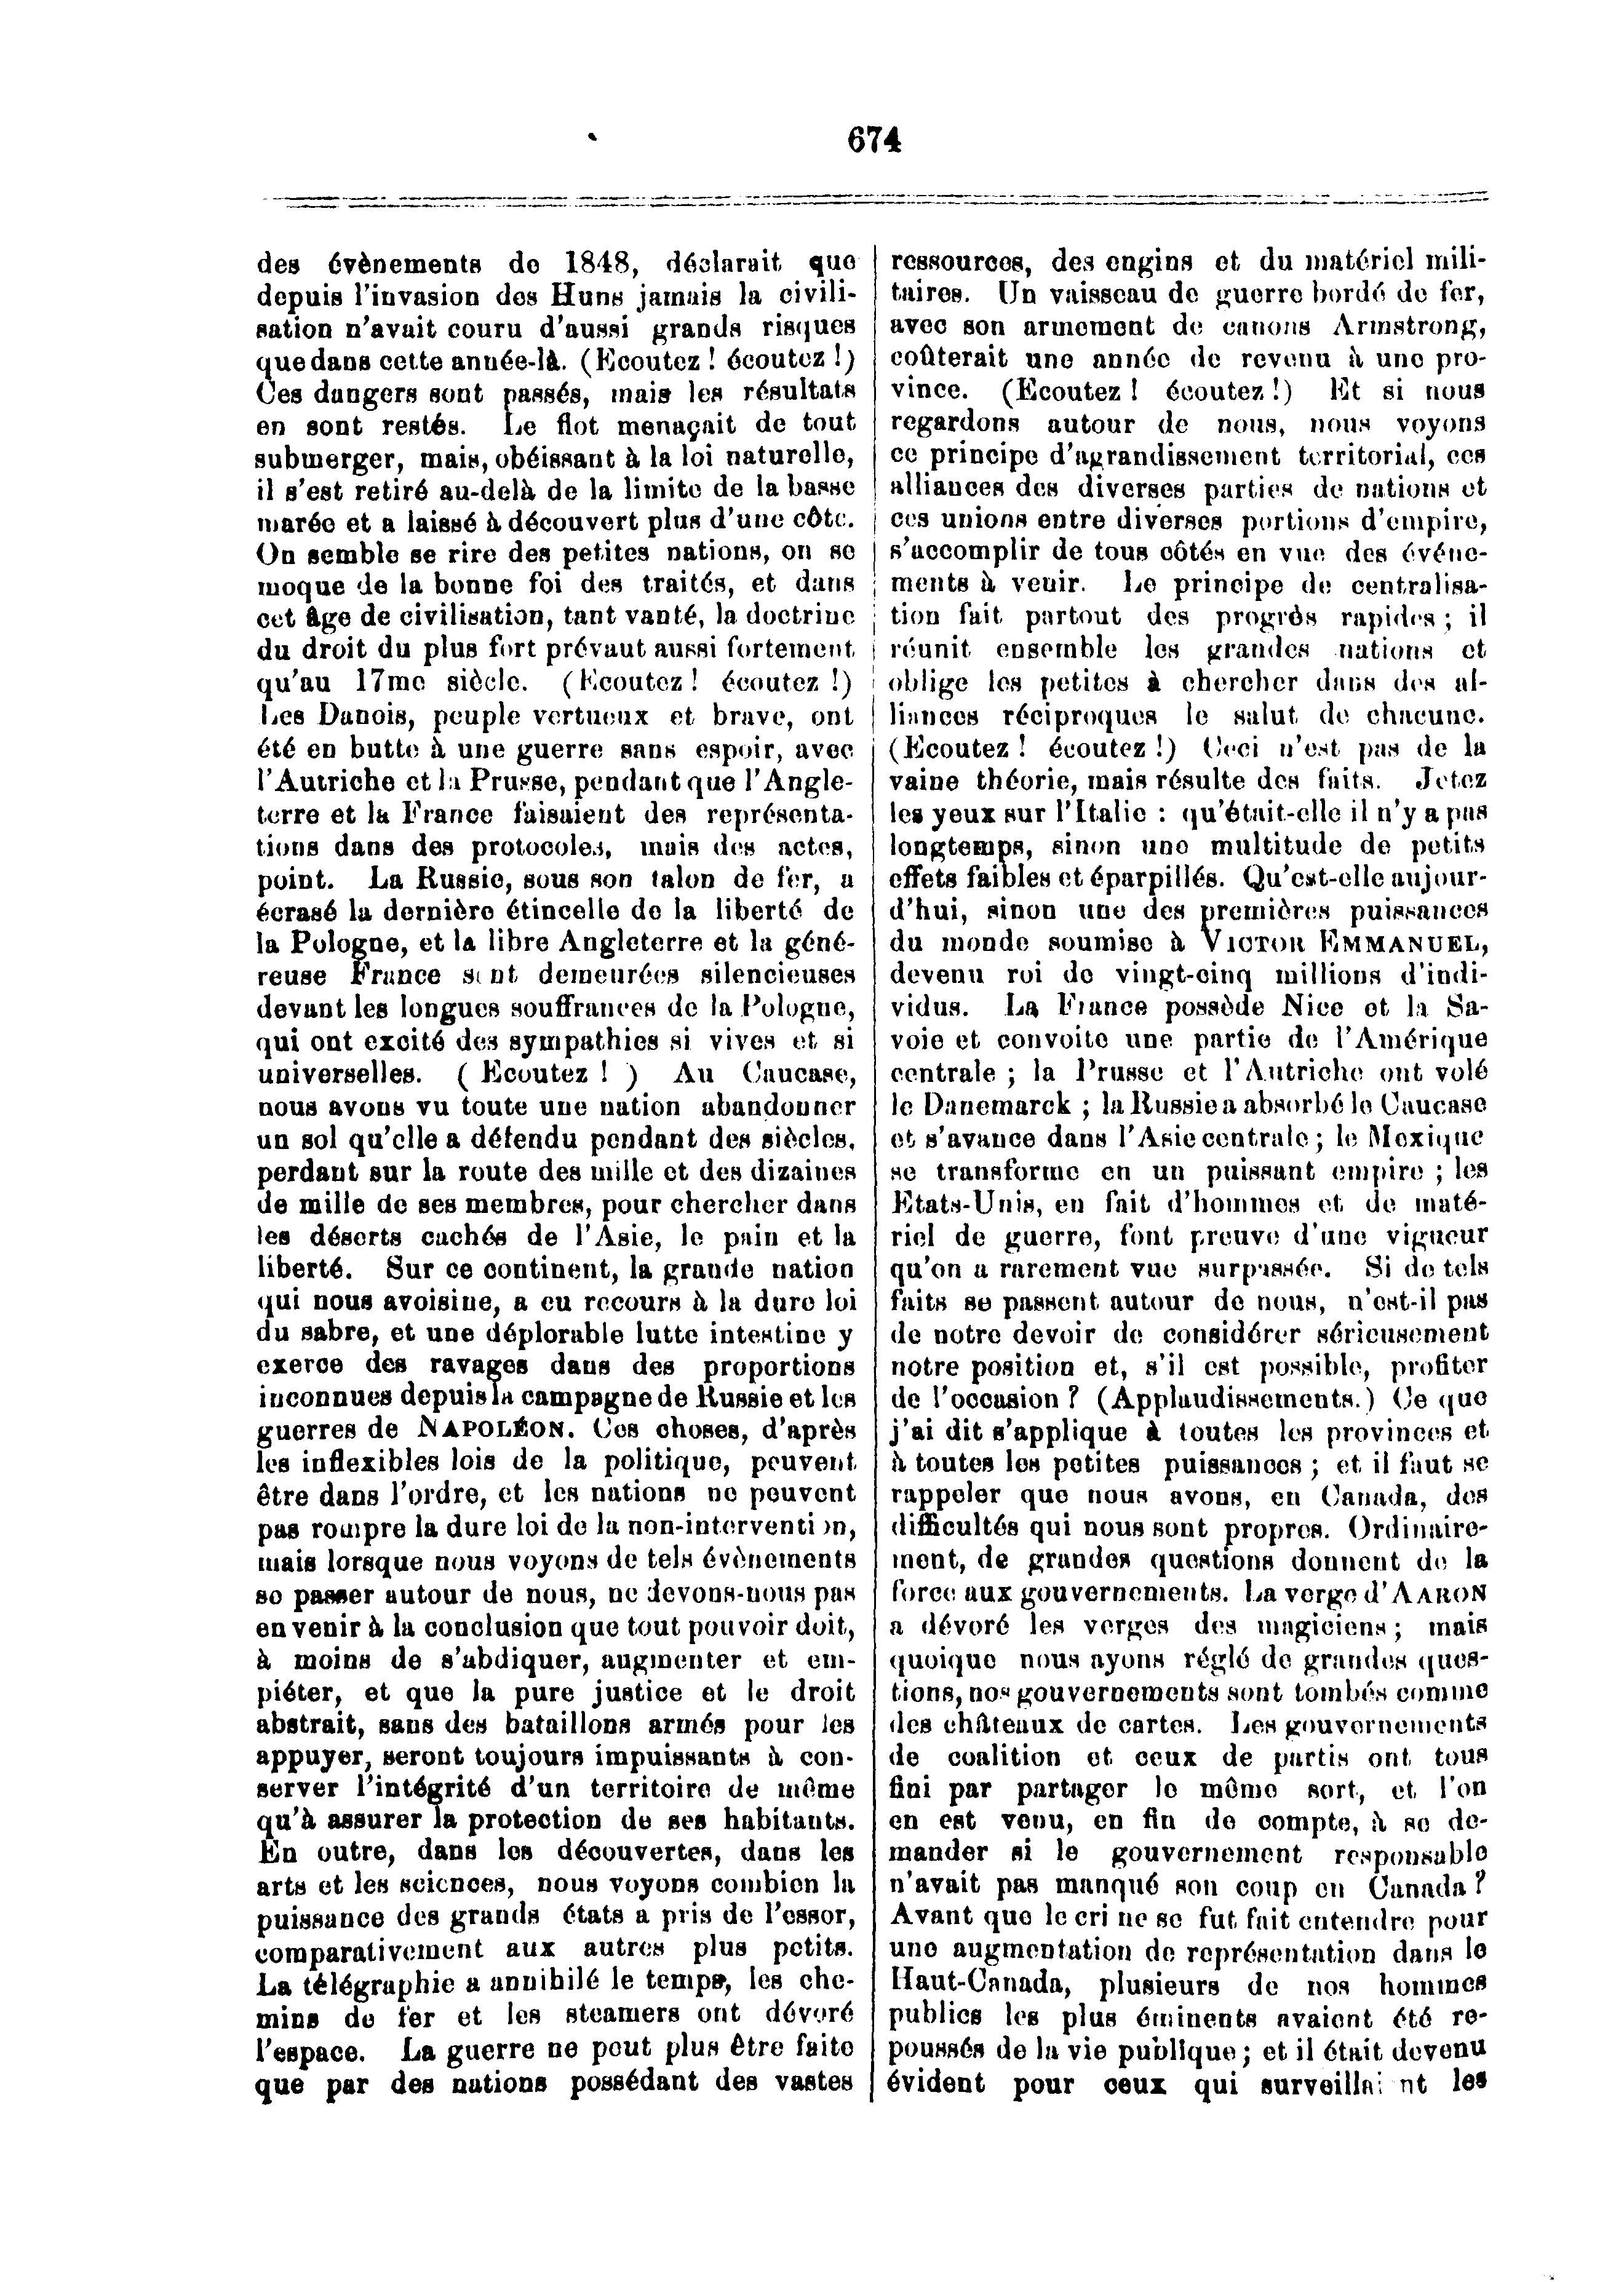 674
des évènements de 1848, déclarait que
depuis l'invasion des Huns jamais la civili-
sation n'avait couru d'aussi grands risques
que dans cette année-là. (Ecoutez ! écoutez !)
Ces dangers sont passés, mais les résultats
en sont restés. Le flot menaçait de tout
submerger, mais, obéissant à la loi naturelle,
il s'est retiré au-delà de la limite de la basse
marée et a laissé à découvert plus d'une côte.
On semble se rire des petites nations, on se
moque de la bonne foi des traités, et dans
cet âge de civilisation, tant vanté, la doctrine
du droit du plus fort prévaut aussi fortement
qu'au 17me siècle. (Ecoutez ! écoutez !)
Les Danois, peuple vertueux et brave, ont
été en butte à une guerre sans espoir, avec
l'Autriche et la Prusse, pendant que l'Angle-
terre et la France faisaient des représenta-
tions dans des protocoles, mais des actes,
point. La Russie, sous son talon de fer, a
écrasé la dernière étincelle de la liberté de
la Pologne, et la libre Angleterre et la géné-
reuse France sont demeurées silencieuses
devant les longues souffrances de la Pologne,
qui ont excité des sympathies si vives et si
universelles. ( Ecoutez ! ) Au Caucase,
nous avons vu toute une nation abandonner
un sol qu'elle a défendu pendant des siècles,
perdant sur la route des mille et des dizaines
de mille de ses membres, pour chercher dans
les déserts cachés de l'Asie, le pain et la
liberté. Sur ce continent, la grande nation
qui nous avoisine, a eu recours à la dure loi
du sabre, et une déplorable lutte intestine y
exerce des ravages dans des proportions
inconnues depuis la campagne de Russie et les
guerres de NAPOLÉON. Ces choses, d'après
les inflexibles lois de la politique, peuvent
être dans l'ordre, et les nations ne peuvent
pas rompre la dure loi de la non-intervention,
mais lorsque nous voyons de tels évènements
se passer autour de nous, ne devons-nous pas
en venir à la conclusion que tout pouvoir doit,
à moins de s'abdiquer, augmenter et em-
piéter, et que la pure justice et le droit
abstrait, sans des bataillons armés pour les
appuyer, seront toujours impuissants à con-
server l'intégrité d'un territoire de même
qu'à assurer la protection de ses habitants.
En outre, dans les découvertes, dans les
arts et les sciences, nous voyons combien la
puissance des grands états a pris de l'essor,
comparativement aux autres plus petits.
La télégraphie a annibilé le temps, les che-
mins de fer et les steamers ont dévoré
l'espace. La guerre ne peut plus être faite
que par des nations possédant des vastes
ressources, des engins et du matériel mili-
taires. Un vaisseau de guerre bordé de fer,
avec son armement de canons Armstrong,
coûterait une année de revenu à une pro-
vince. (Ecoutez ! écoutez !) Et si nous
regardons autour de nous, nous voyons
ce principe d'agrandissement territorial, ces
alliances des diverses parties de nations et
ces unions entre diverses portions d'empire,
s'accomplir de tous côtés en vue des événe-
ments à venir. Le principe de centralisa-
tion fait partout des progrès rapides ; il
réunit ensemble les grandes nations et
oblige les petites à chercher dans des al-
liances réciproques le salut de chacune.
(Ecoutez ! écoutez !) Ceci n'est pas de la
vaine théorie, mais résulte des faits. Jetez
les yeux sur l'Italie : qu'était-elle il n'y a pas
longtemps, sinon une multitude de petits
effets faibles et éparpillés. Qu'est-elle aujour-
d'hui, sinon une des premières puissances
du monde soumise à VICTOR EMMANUEL,
devenu roi de vingt-cinq millions d'indi-
vidus. La France possède Nice et la Sa-
voie et convoite une partie de l'Amérique
centrale ; la Prusse et l'Autriche ont volé
le Danemarck ; la Russie a absorbé le Caucase
et s'avance dans l'Asie centrale ; le Mexique
se transforme en un puissant empire ; les
Etats-Unis, en fait d'hommes et de maté-
riel de guerre, font preuve d'une vigueur
qu'on a rarement vue surpassée. Si de tels
faits se passent autour de nous, n'est-il pas
de notre devoir de considérer sérieusement
notre position et, s'il est possible, profiter
de l'occasion ? (Applaudissements.) Ce que
j'ai dit s'applique à toutes les provinces et
à toutes les petites puissances ; et il faut se
rappeler que nous avons, en Canada, des
difficultés qui nous sont propres. Ordinaire-
ment, de grandes questions donnent de la
force aux gouvernements. La verge d'AARON
a dévoré les verges des magiciens ; mais
quoique nous ayons réglé de grandes ques-
tions, nos gouvernements sont tombés comme
des châteaux de cartes. Les gouvernements
de coalition et ceux de partis ont tous
fini par partager le même sort, et l'on
en est venu, en fin de compte, à se de-
mander si le gouvernement responsable
n'avait pas manqué son coup en Canada ?
Avant que le cri ne se fut fait entendre pour
une augmentation de représentation dans le
Haut-Canada, plusieurs de nos hommes
publics les plus éminents avaient été re-
poussés de la vie publique ; et il était devenu
évident pour ceux qui surveillaient les